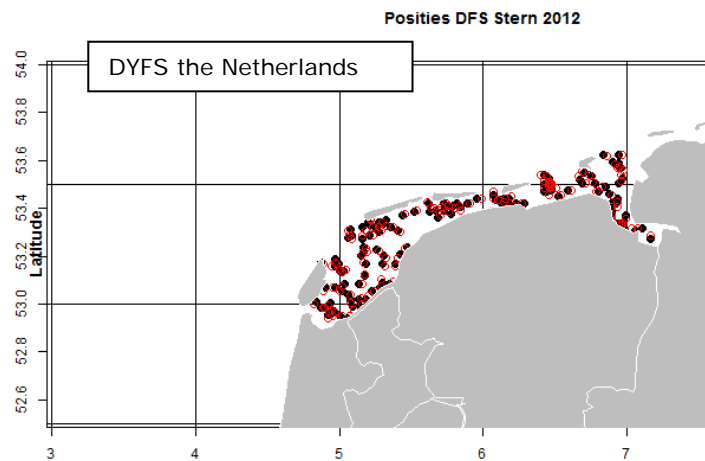 Posities DFS Stern 2012
DYFS the Netherlands
Latitude
54.0
53.8
53.6
53.4
53.2
53.0
52.8
52.6
3 4 5 6 7